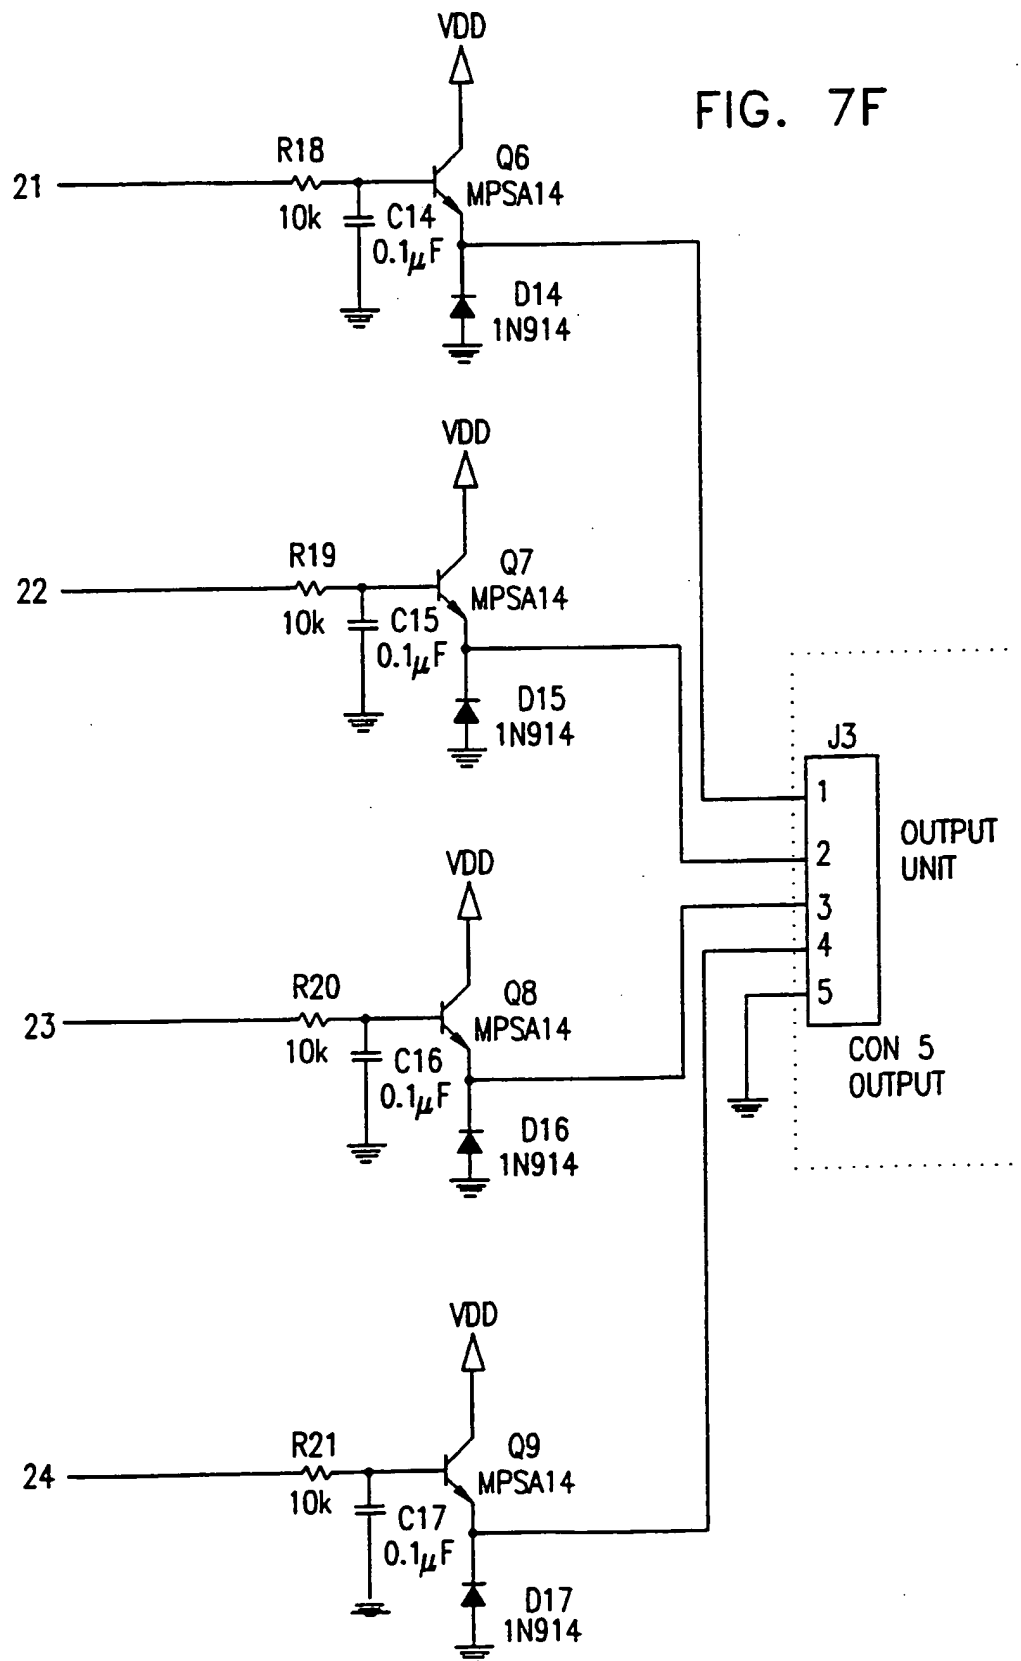 FIG. 7F
VDD
R18
Q6
21
MPSA14
10k
C14
0.1μF
D14
1N914
VDD
R19
Q7
22
MPSA14
10k
C15
0.1μF
D15
1N914
J3
1
2
3
4
5
OUTPUT
UNIT
CON 5
OUTPUT
VDD
R20
Q8
23
MPSA14
10k
C16
0.1μF
D16
1N914
VDD
R21
Q9
24
MPSA14
10k
C17
0.1μF
D17
1N914